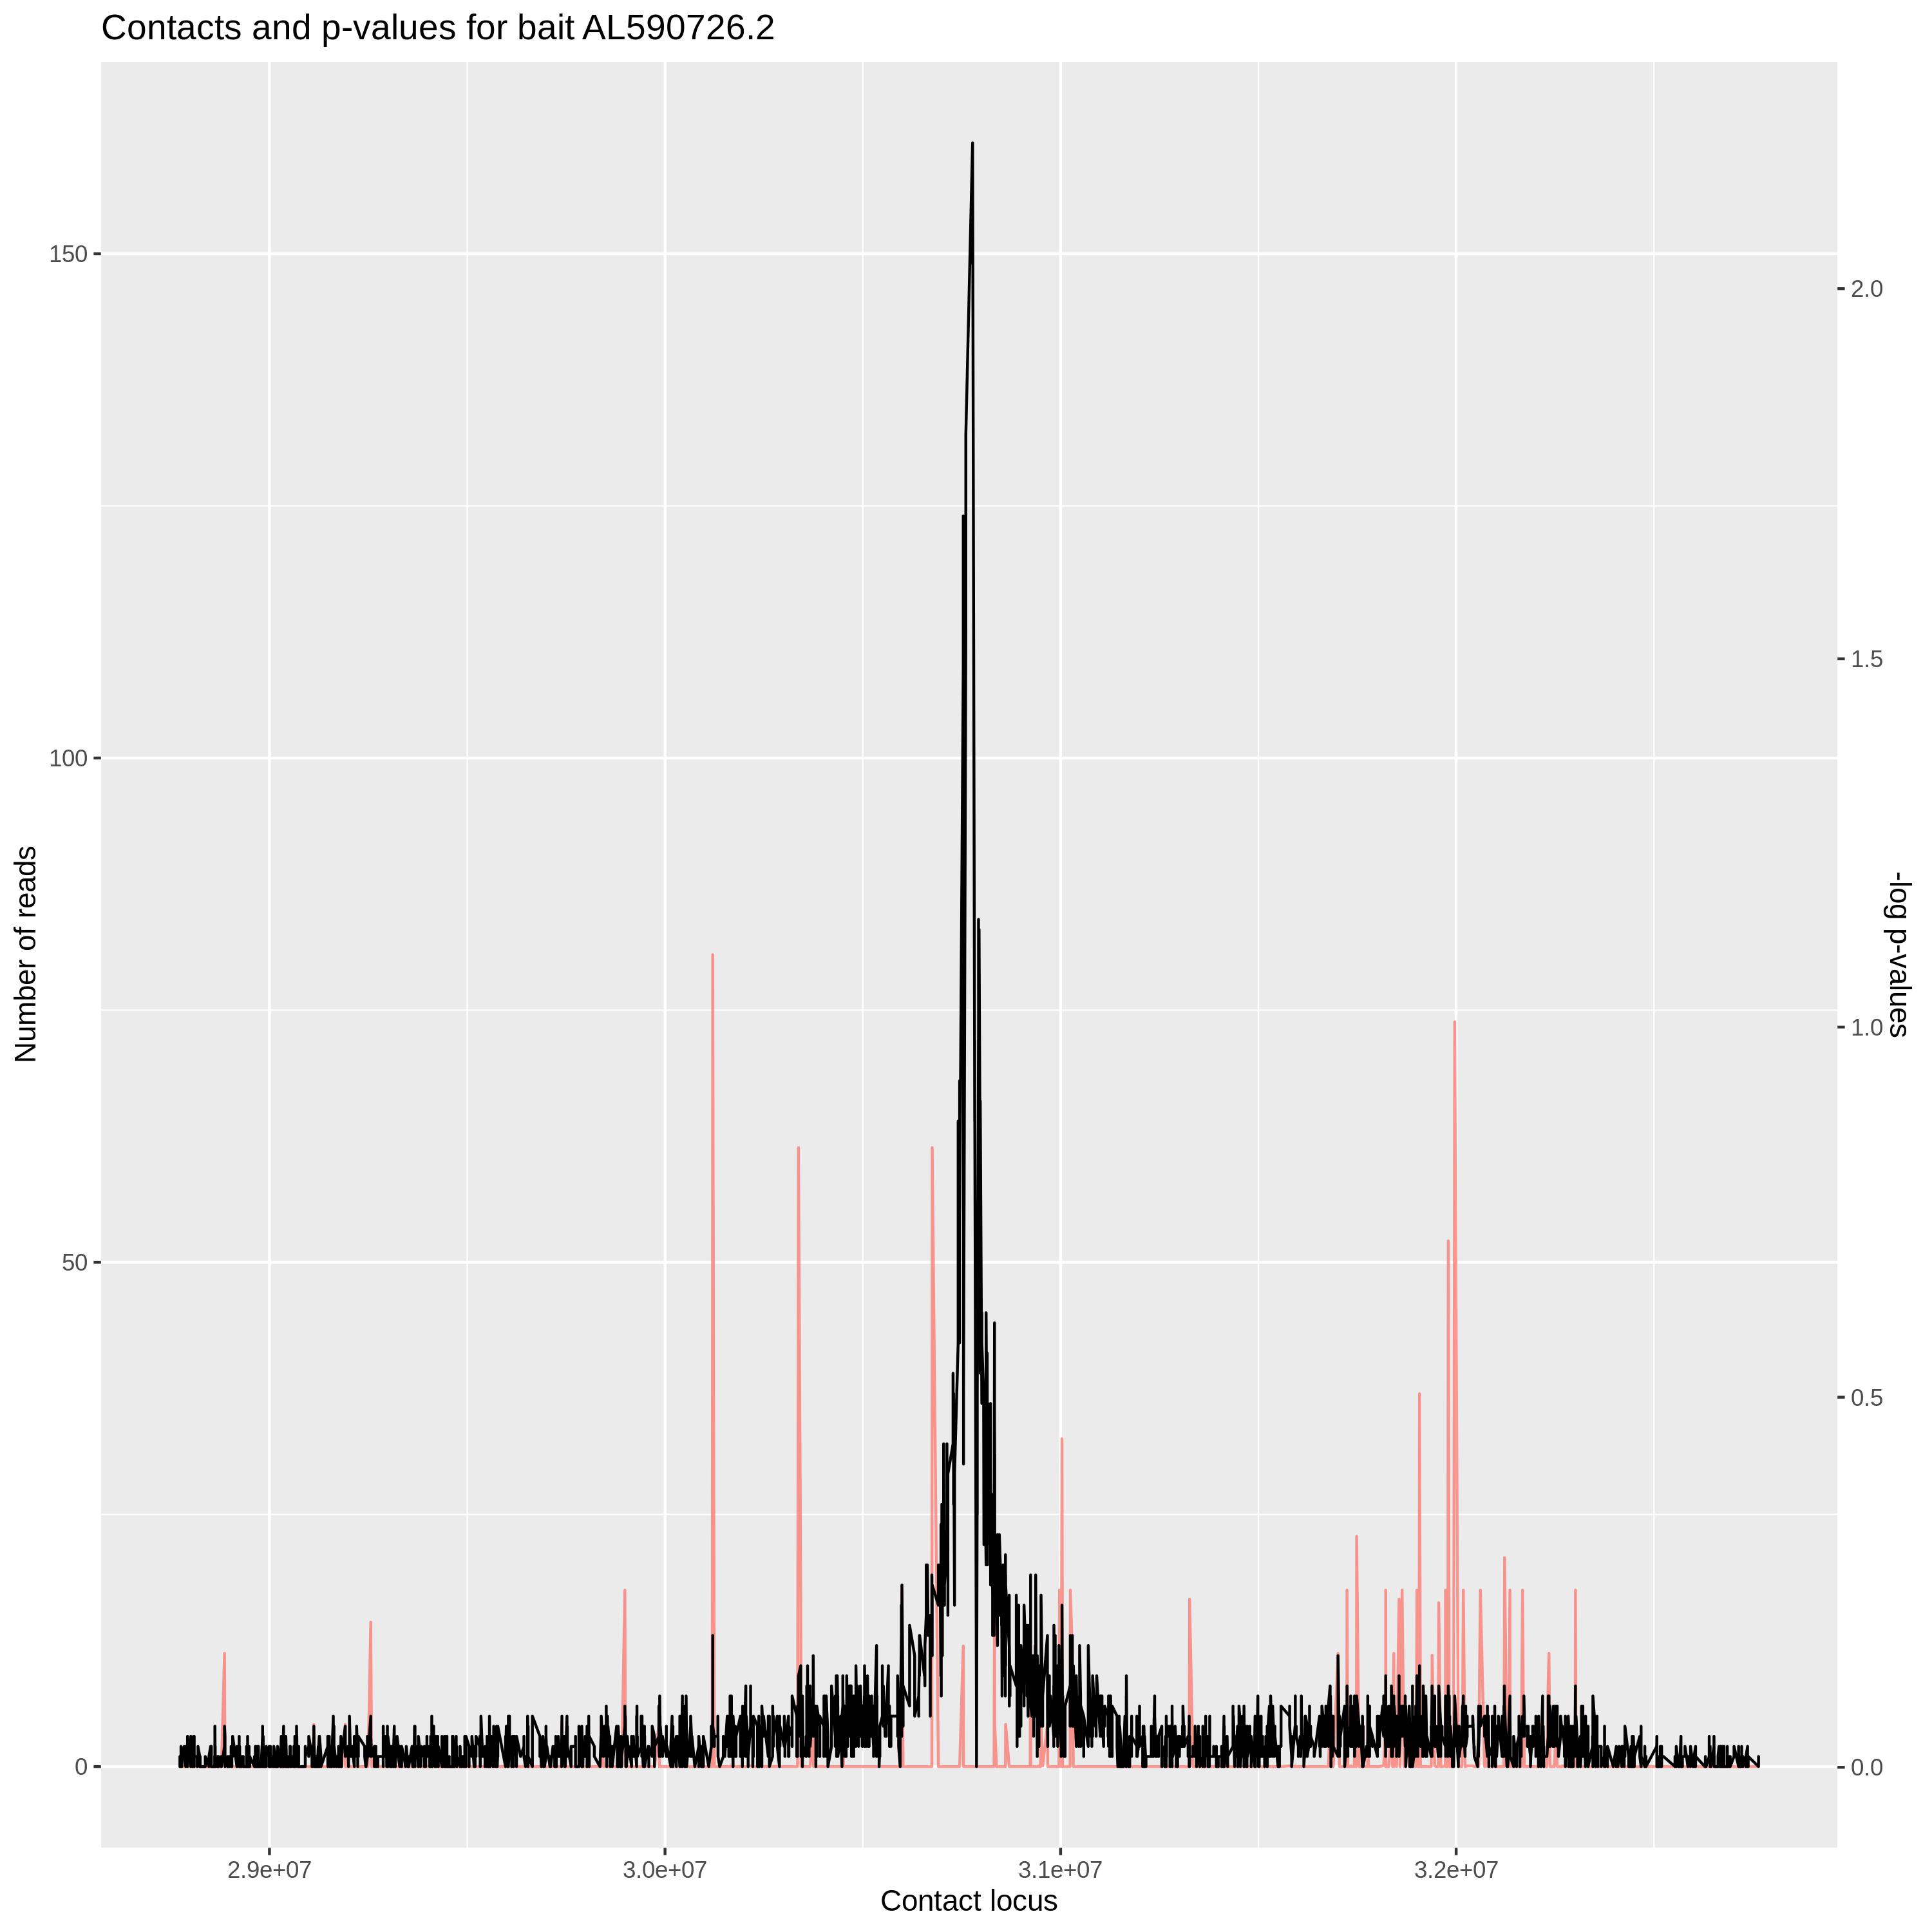 Contacts and p-values for bait AL590726.2
150
100
50
0
Number of reads
2.0
1.5
1.0
0.5
0.0
-log p-values
2.9e+07
3.0e+07
3.1e+07
3.2e+07
Contact locus